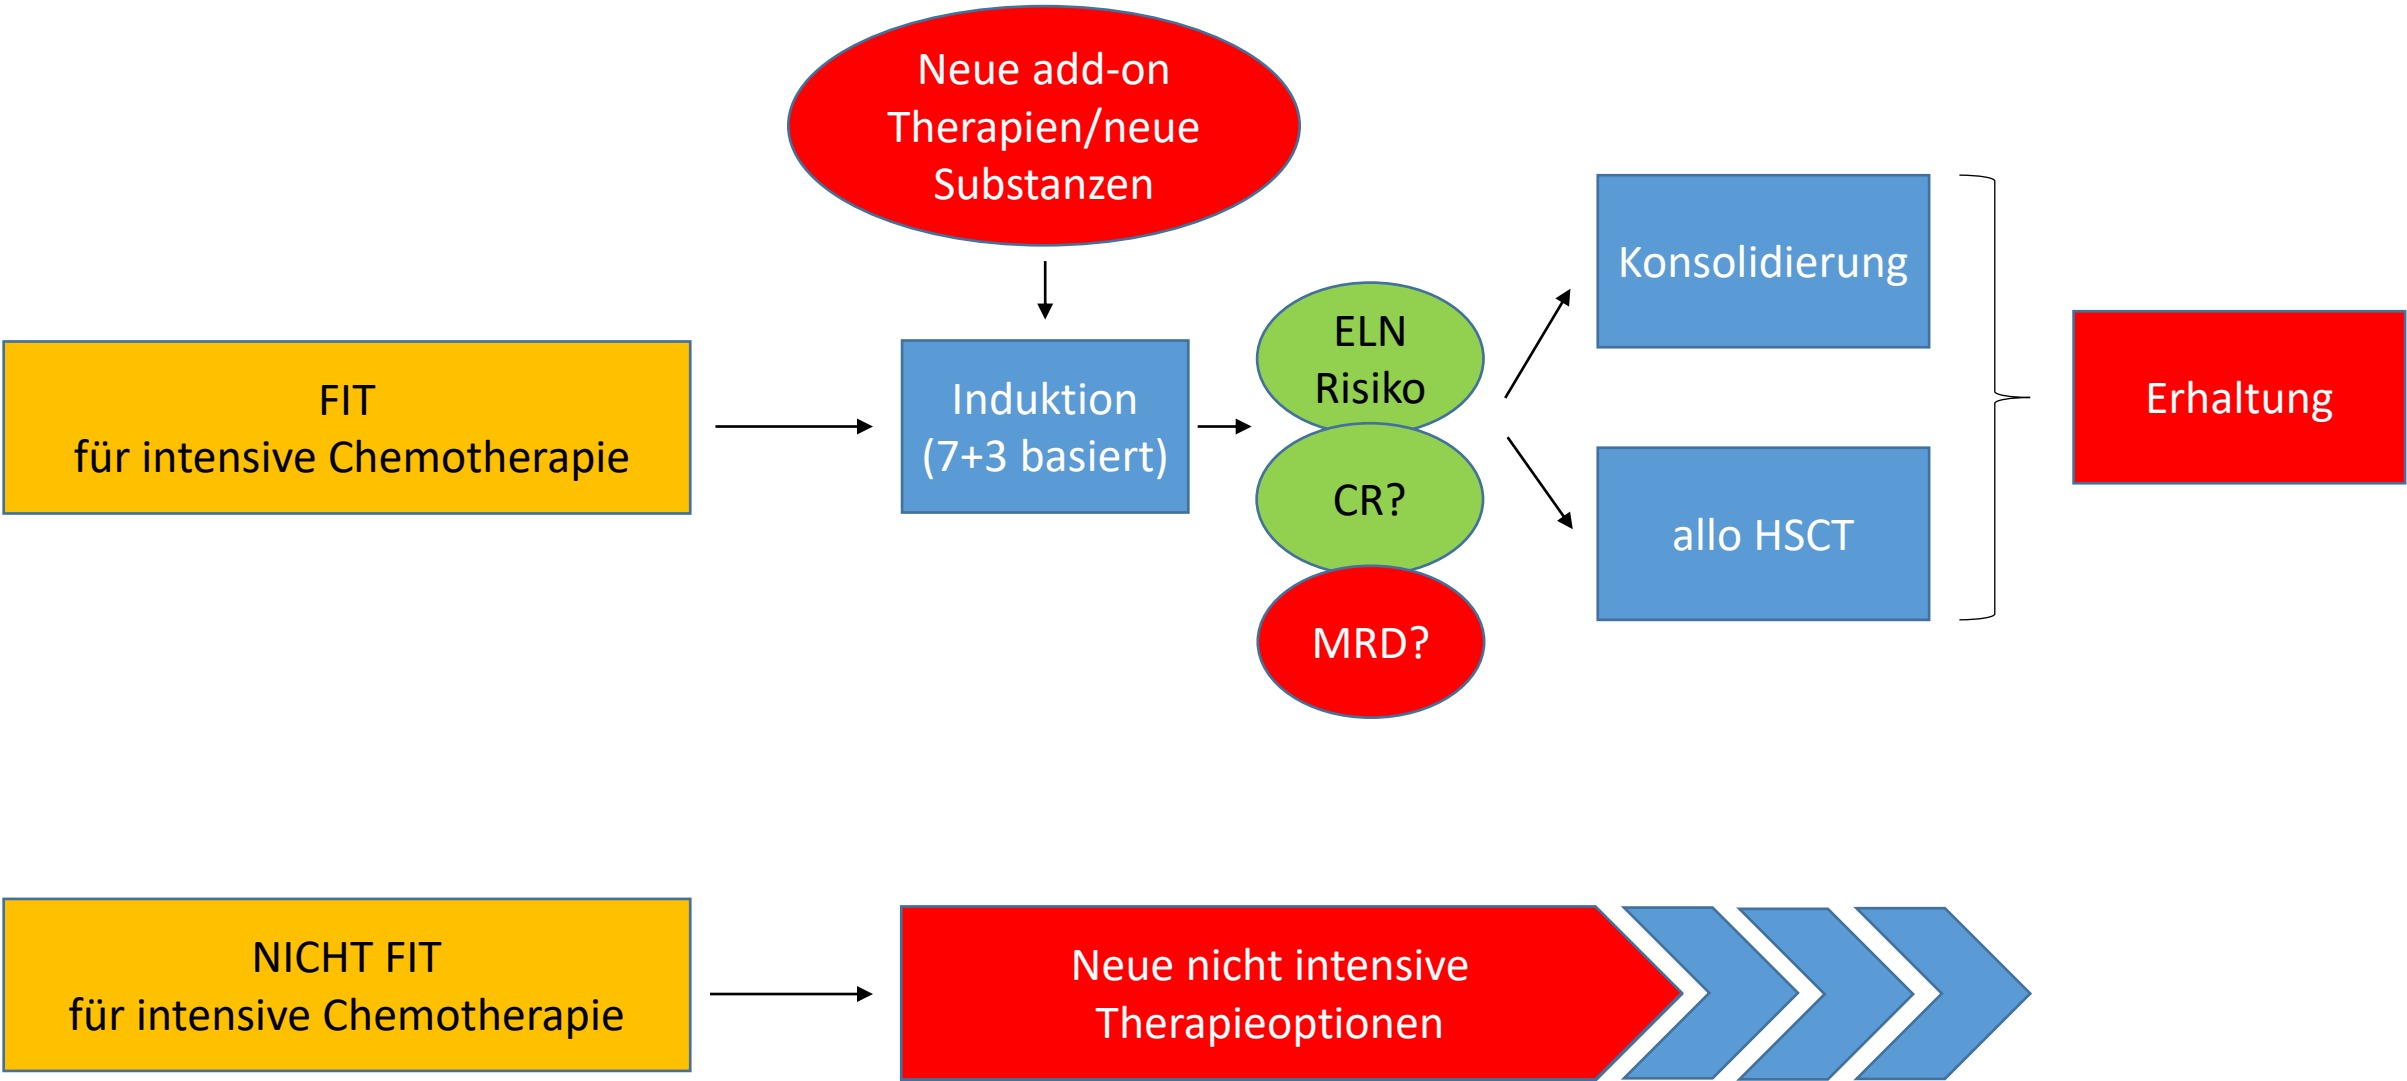 Neue add-on
Therapien/neue
Substanzen
FIT
für intensive Chemotherapie
Induktion
(7+3 basiert)
ELN
Risiko
CR?
MRD?
Konsolidierung
allo HSCT
Erhaltung
NICHT FIT
für intensive Chemotherapie
Neue nicht intensive
Therapieoptionen